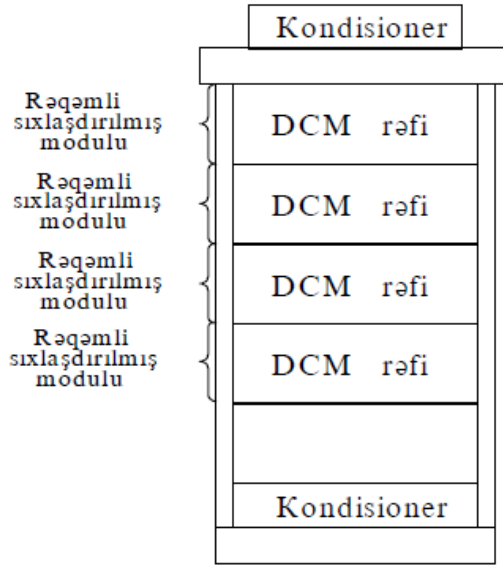 Kondisioner
Rəqəmli
sıxlaşdırılmış
modulu
DCM rəfi
Rəqəmli
sıxlaşdırılmış
modulu
DCM rəfi
Rəqəmli
sıxlaşdırılmış
modulu
DCM rəfi
Rəqəmli
sıxlaşdırılmış
modulu
DCM rəfi
Kondisioner